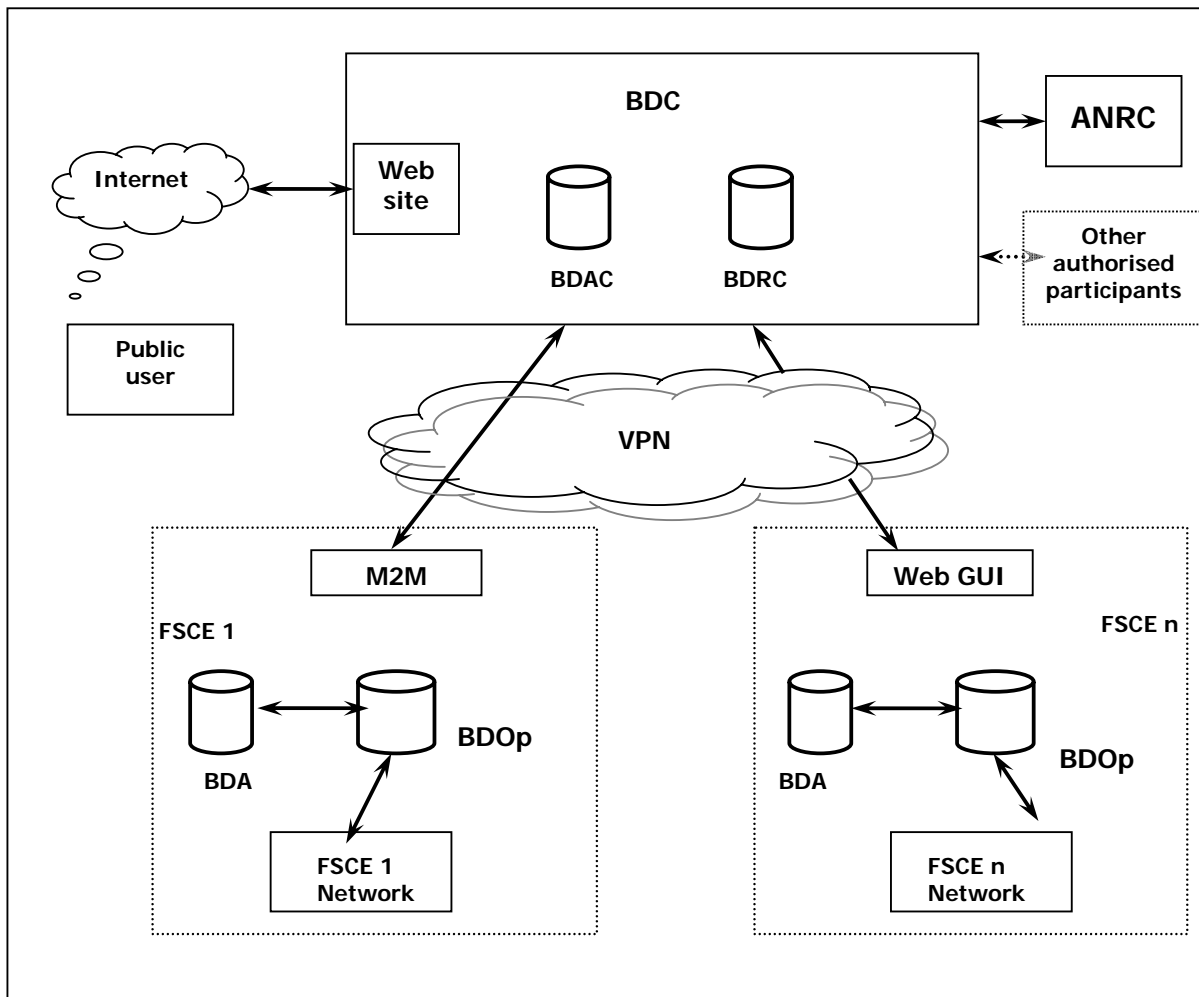 BDC
ANRC
Internet
Web
site
BDAC
BDRC
Other
authorised
participants
Public
user
VPN
M2M
Web GUI
FSCE 1
FSCE n
BDA
BDOp
BDA
BDOp
FSCE 1
Network
FSCE n
Network